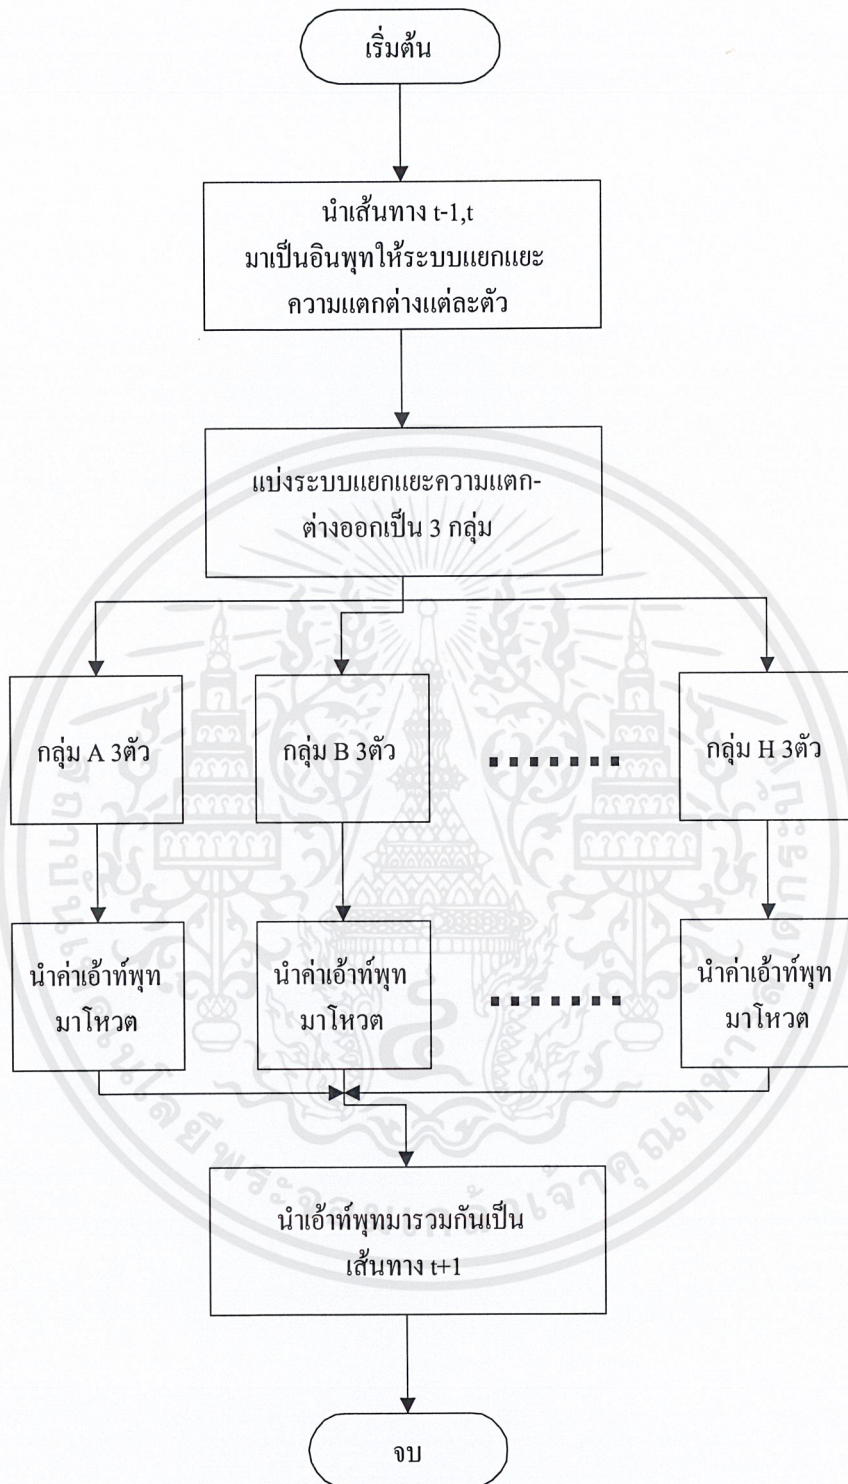 เริ่มต้น
นำเส้นทาง t-1,t
มาเป็นอินพุทให้ระบบแยกแยะ
ความแตกต่างแต่ละตัว
แบ่งระบบแยกแยะความแตก-
ต่างออกเป็น 3 กลุ่ม
กลุ่ม A 3ตัว
กลุ่ม B 3ตัว
กลุ่ม H 3ตัว
นำค่าเอ้าท์พุท
มาโหวต
นำค่าเอ้าท์พุท
มาโหวต
นำค่าเอ้าท์พุท
มาโหวต
นำเอ้าท์พุทมารวมกันเป็น
เส้นทาง t+1
จบ